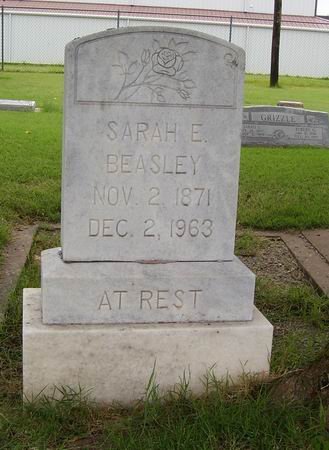 SARAH E.
BEASLEY
NOV. 2, 1871
DEC. 2, 1963
AT REST
GRIZZLE